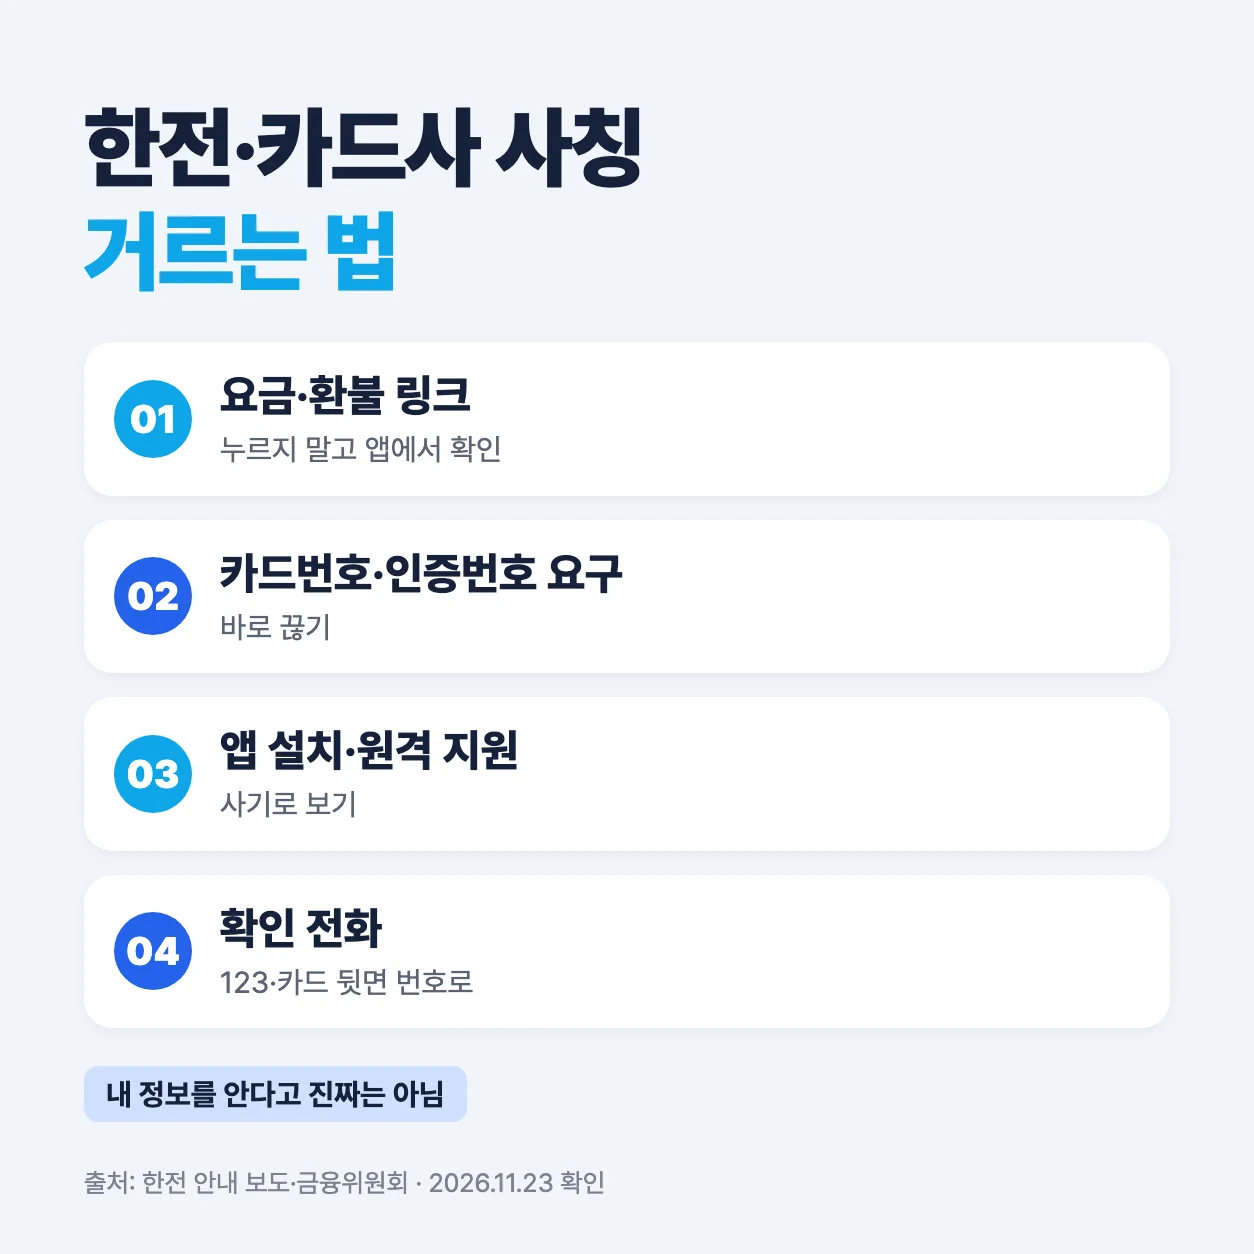 한전·카드사 사칭
거르는 법
01
요금·환불 링크
누르지 말고 앱에서 확인
02
카드번호·인증번호 요구
바로 끊기
03
앱 설치·원격 지원
사기로 보기
04
확인 전화
123·카드 뒷면 번호로
내 정보를 안다고 진짜는 아님
출처: 한전 안내 보도·금융위원회 · 2026.11.23 확인